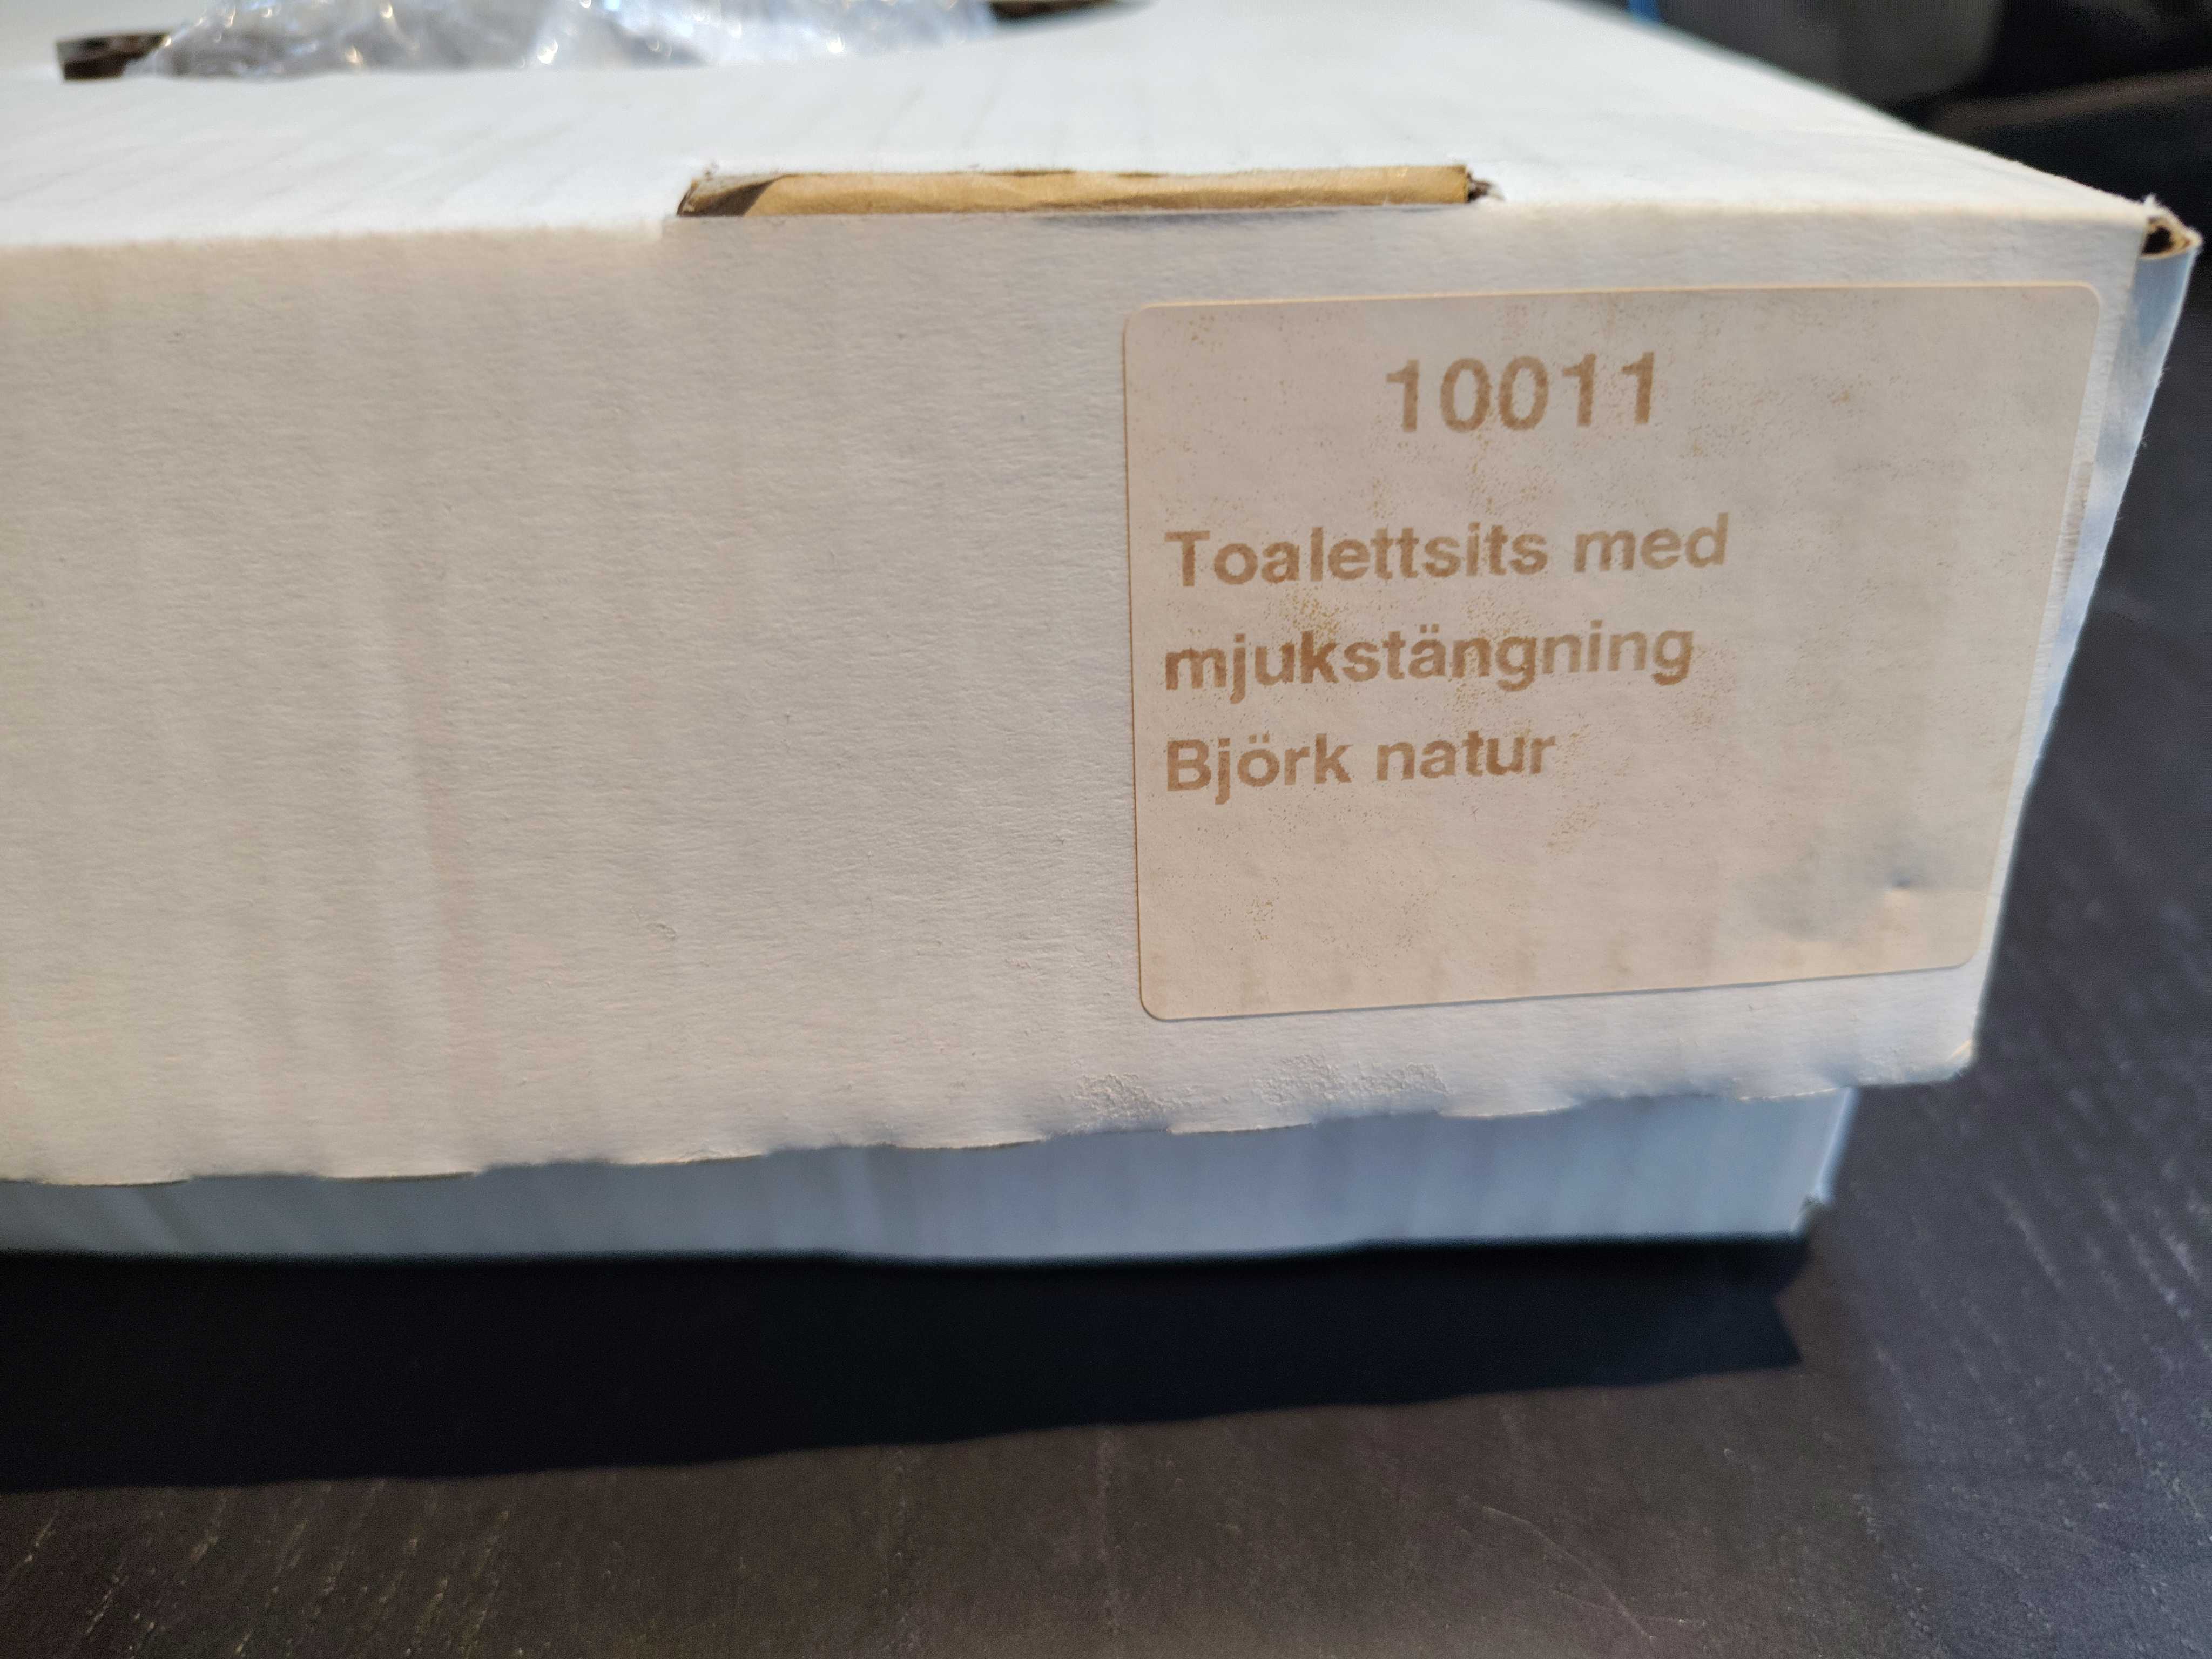 10011
Toalettsits med
mjukstängning
Björk natur